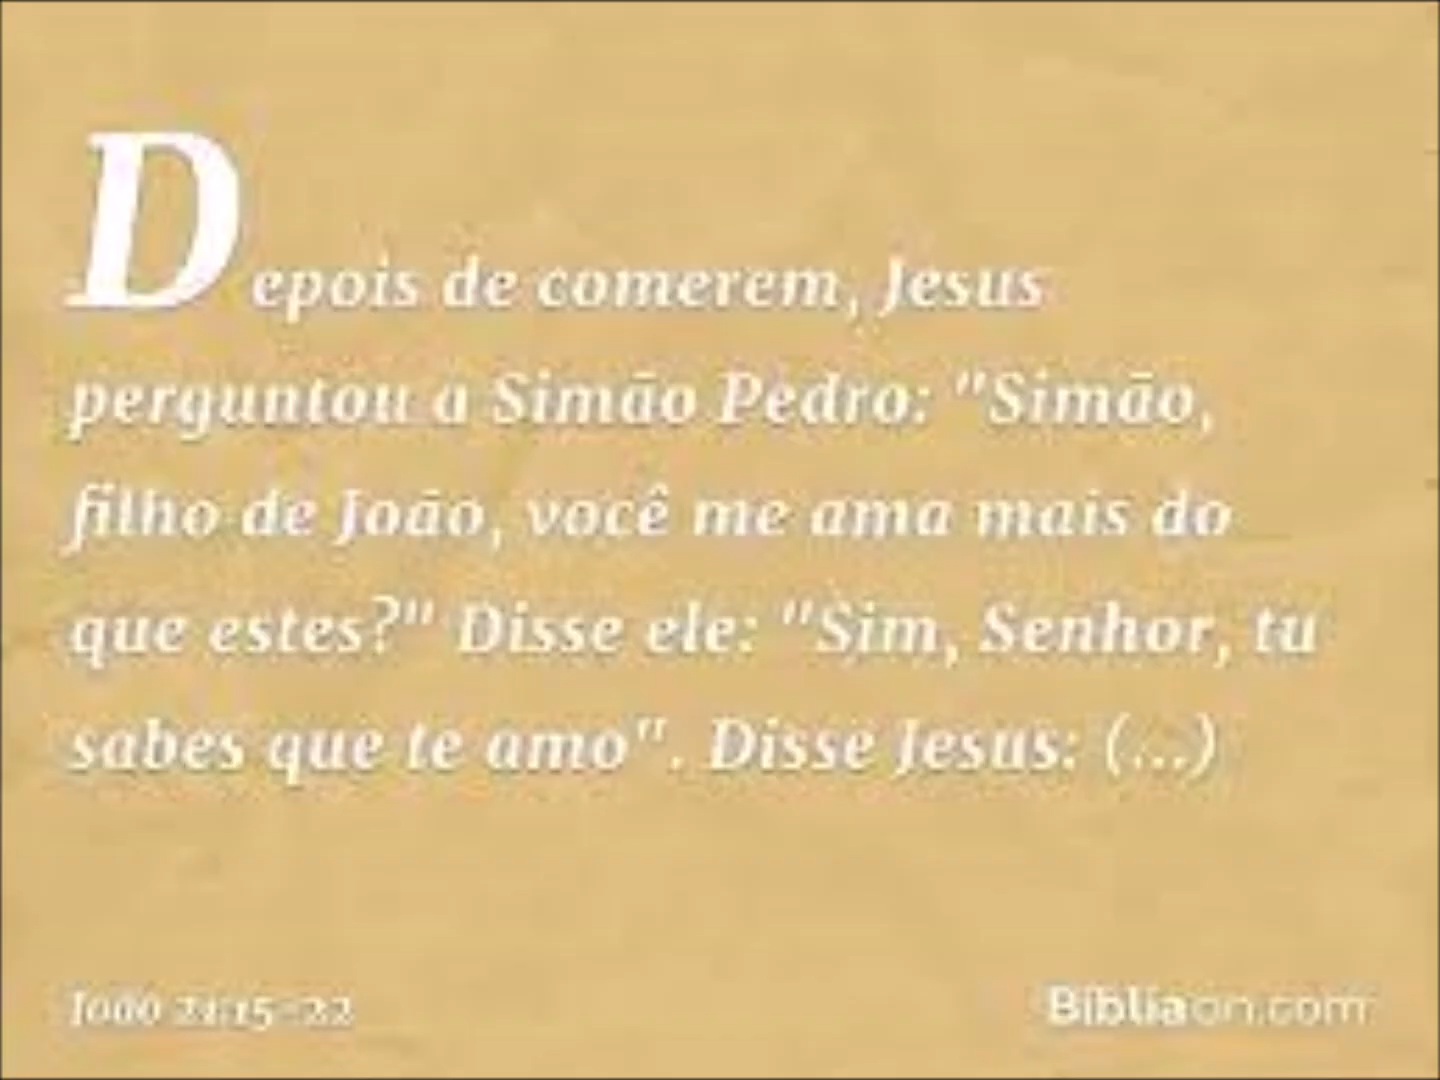 Depois de comerem, Jesus
perguntou a Simão Pedro: "Simão,
filho de João, você me ama mais do
que estes?" Disse ele: "Sim, Senhor, tu
sabes que te amo". Disse Jesus: (...)
João 21:15-22
Bíbliaon.com